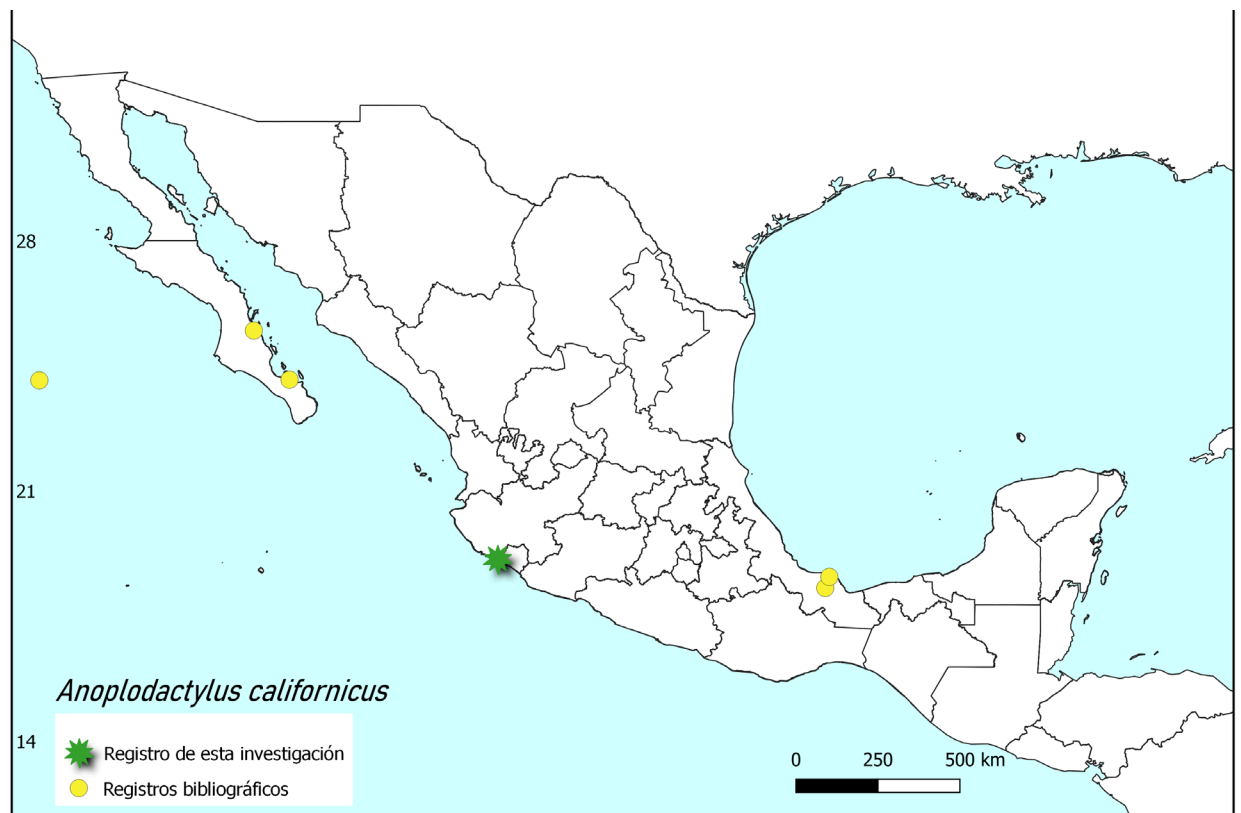 28
21
14
Anoplodactylus californicus
Registro de esta investigación
Registros bibliográficos
0 250 500 km